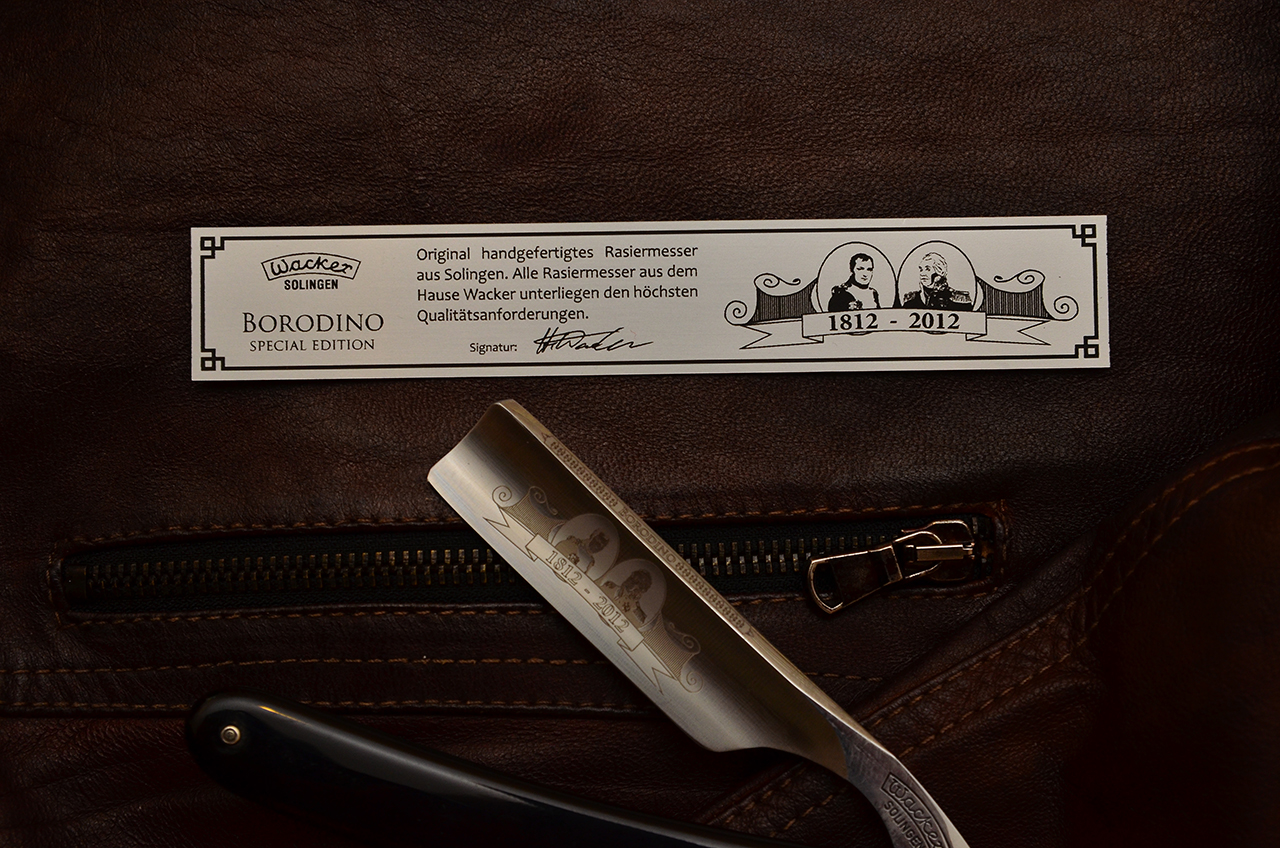 Wacker
SOLINGEN
BORODINO
SPECIAL EDITION
Original handgefertigtes Rasiermesser
aus Solingen. Alle Rasiermesser aus dem
Hause Wacker unterliegen den höchsten
Qualitätsanforderungen.
Signatur: H Wacker
1812 - 2012
BORODINO
1812 - 2012
Wacker
SOLINGEN